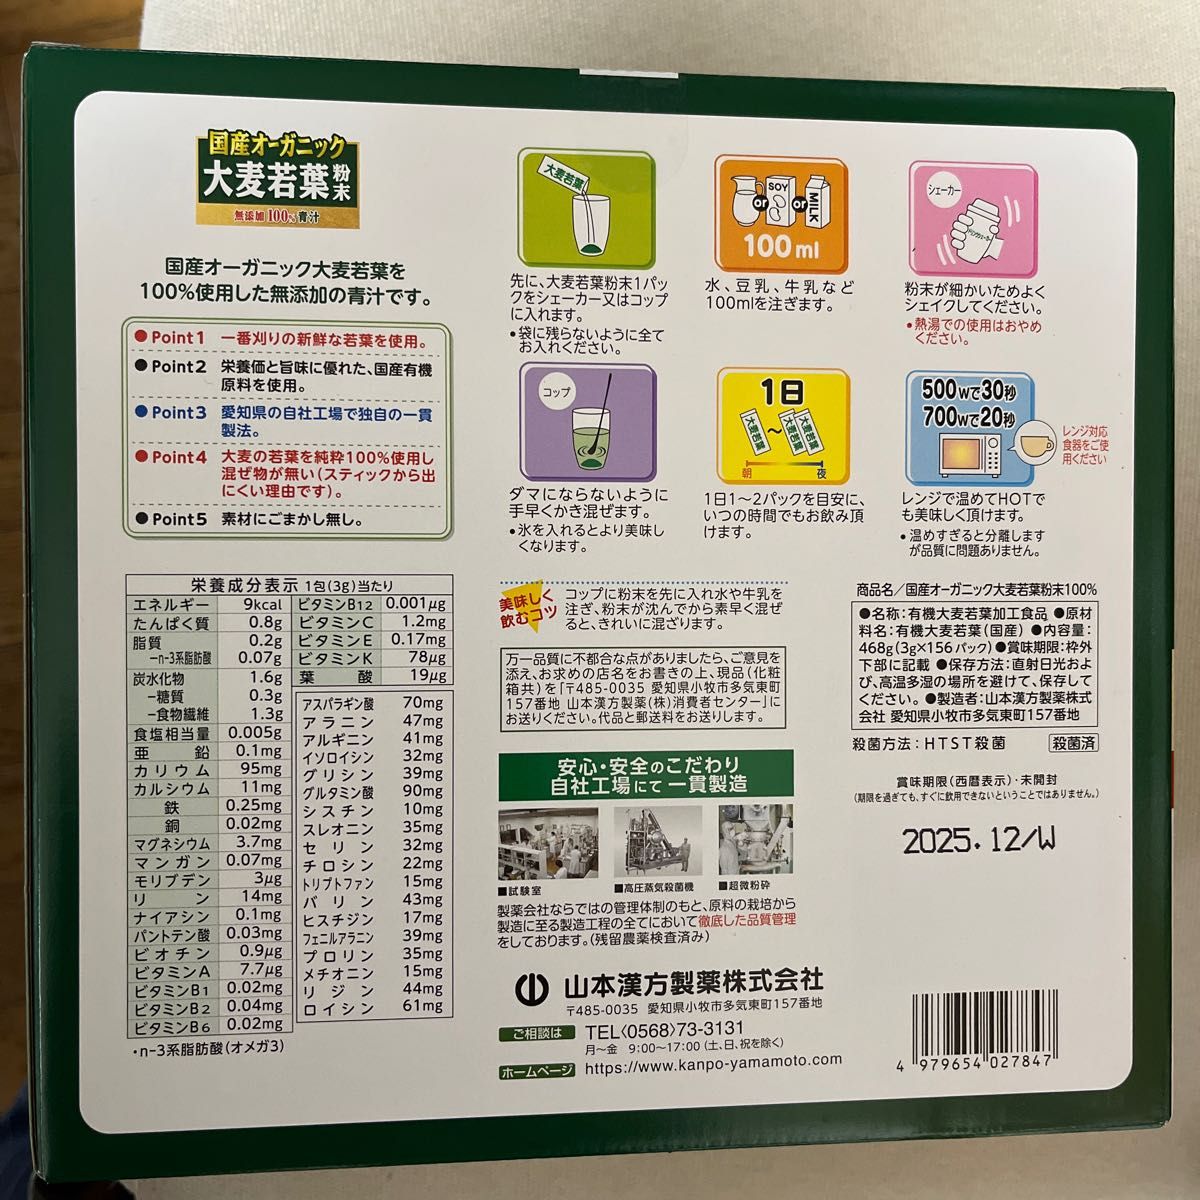 国産オーガニック
大麦若葉粉末
無添加100%青汁
国産オーガニック大麦若葉を
100%使用した無添加の青汁です。
●Point1 一番刈りの新鮮な若葉を使用。
●Point2 栄養価と旨味に優れた、国産有機
原料を使用。
●Point3 愛知県の自社工場で独自の一貫
製法。
●Point4 大麦の若葉を純粋100%使用し
混ぜ物が無い(スティックから出
にくい理由です)。
●Point5 素材にごまかし無し。
大麦若葉
先に、大麦若葉粉末1パッ
クをシェーカー又はコップ
に入れます。
•袋に残らないように全て
お入れください。
or SOY or MILK
100ml
水、豆乳、牛乳など
100mlを注ぎます。
シェーカー
粉末が細かいためよく
シェイクしてください。
•熱湯での使用はおやめ
ください。
コップ
ダマにならないように
手早くかき混ぜます。
•氷を入れるとより美味し
くなります。
1日
大麦若葉 〜 大麦若葉 大麦若葉
朝 夜
1日1〜2パックを目安に、
いつの時間でもお飲み頂
けます。
500Wで30秒
700Wで20秒
レンジ対応
食器をご使
用ください
レンジで温めてHOTで
も美味しく頂けます。
•温めすぎると分離します
が品質に問題ありません。
栄養成分表示 1包(3g)当たり
エネルギー 9kcal
たんぱく質 0.8g
脂質 0.2g
-n-3系脂肪酸 0.07g
炭水化物 1.6g
-糖質 0.3g
-食物繊維 1.3g
食塩相当量 0.005g
亜鉛 0.1mg
カリウム 95mg
カルシウム 11mg
鉄 0.25mg
銅 0.02mg
マグネシウム 3.7mg
マンガン 0.07mg
モリブデン 3μg
リン 14mg
ナイアシン 0.1mg
パントテン酸 0.03mg
ビオチン 0.9μg
ビタミンA 7.7μg
ビタミンB1 0.02mg
ビタミンB2 0.04mg
ビタミンB6 0.02mg
ビタミンB12 0.001μg
ビタミンC 1.2mg
ビタミンE 0.17mg
ビタミンK 78μg
葉酸 19μg
アスパラギン酸 70mg
アラニン 47mg
アルギニン 41mg
イソロイシン 32mg
グリシン 39mg
グルタミン酸 90mg
シスチン 10mg
スレオニン 35mg
セリン 32mg
チロシン 22mg
トリプトファン 15mg
バリン 43mg
ヒスチジン 17mg
フェニルアラニン 39mg
プロリン 35mg
メチオニン 15mg
リジン 44mg
ロイシン 61mg
・n-3系脂肪酸(オメガ3)
美味しく
飲むコツ
コップに粉末を先に入れ水や牛乳を
注ぎ、粉末が沈んでから素早く混ぜ
ると、きれいに混ざります。
万一品質に不都合な点がありましたら、ご意見を
添え、お求めの店名をお書きの上、現品(化粧
箱共)を「〒485-0035 愛知県小牧市多気東町
157番地 山本漢方製薬(株)消費者センター」に
お送りください。代品と郵送料をお送りします。
安心・安全のこだわり
自社工場にて一貫製造
■試験室
■高圧蒸気殺菌機
■超微粉砕
製薬会社ならではの管理体制のもと、原料の栽培から
製造に至る製造工程の全てにおいて徹底した品質管理
をしております。(残留農薬検査済み)
山本漢方製薬株式会社
〒485-0035 愛知県小牧市多気東町157番地
ご相談は TEL〈0568〉73-3131
月〜金 9:00〜17:00(土、日、祝を除く)
ホームページ https://www.kanpo-yamamoto.com
商品名/国産オーガニック大麦若葉粉末100%
●名称:有機大麦若葉加工食品 ●原材
料名:有機大麦若葉(国産) ●内容量:
468g(3g×156パック) ●賞味期限:枠外
下部に記載 ●保存方法:直射日光およ
び、高温多湿の場所を避けて、保存して
ください。 ●製造者:山本漢方製薬株式
会社 愛知県小牧市多気東町157番地
殺菌方法:HTST殺菌 殺菌済
賞味期限(西暦表示)・未開封
(期限を過ぎても、すぐに飲用できないということではありません。)
2025.12/W
4 979654 027847